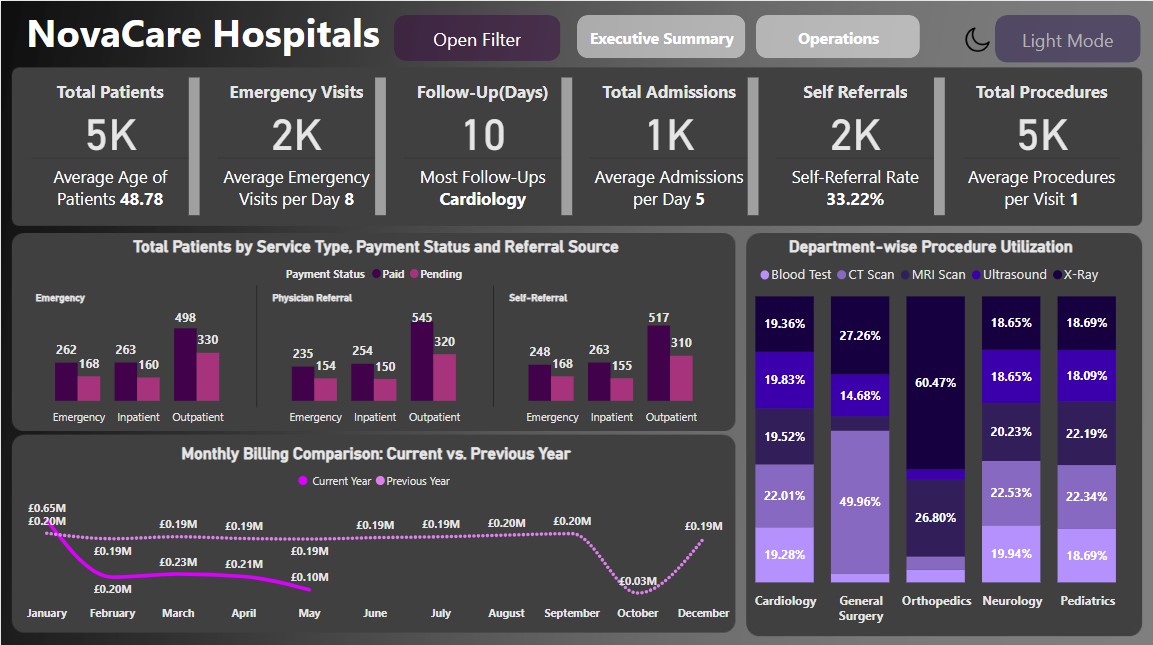 NovaCare Hospitals
Open Filter
Executive Summary
Operations
Light Mode
Total Patients
5K
Average Age of
Patients 48.78
Emergency Visits
2K
Average Emergency
Visits per Day 8
Follow-Up(Days)
10
Most Follow-Ups
Cardiology
Total Admissions
1K
Average Admissions
per Day 5
Self Referrals
2K
Self-Referral Rate
33.22%
Total Procedures
5K
Average Procedures
per Visit 1
Total Patients by Service Type, Payment Status and Referral Source
Payment Status Paid Pending
Emergency
262
168
263
160
498
330
Emergency Inpatient Outpatient
Physician Referral
235
154
254
150
545
320
Emergency Inpatient Outpatient
Self-Referral
248
168
263
155
517
310
Emergency Inpatient Outpatient
Monthly Billing Comparison: Current vs. Previous Year
Current Year Previous Year
£0.65M
£0.20M
£0.19M
£0.20M
£0.19M
£0.23M
£0.19M
£0.21M
£0.19M
£0.10M
£0.19M
£0.19M
£0.20M
£0.20M
£0.03M
£0.19M
January February March April May June July August September October December
Department-wise Procedure Utilization
Blood Test CT Scan MRI Scan Ultrasound X-Ray
19.36%
19.83%
19.52%
22.01%
19.28%
Cardiology
27.26%
14.68%
49.96%
General
Surgery
60.47%
26.80%
Orthopedics
18.65%
18.65%
20.23%
22.53%
19.94%
Neurology
18.69%
18.09%
22.19%
22.34%
18.69%
Pediatrics